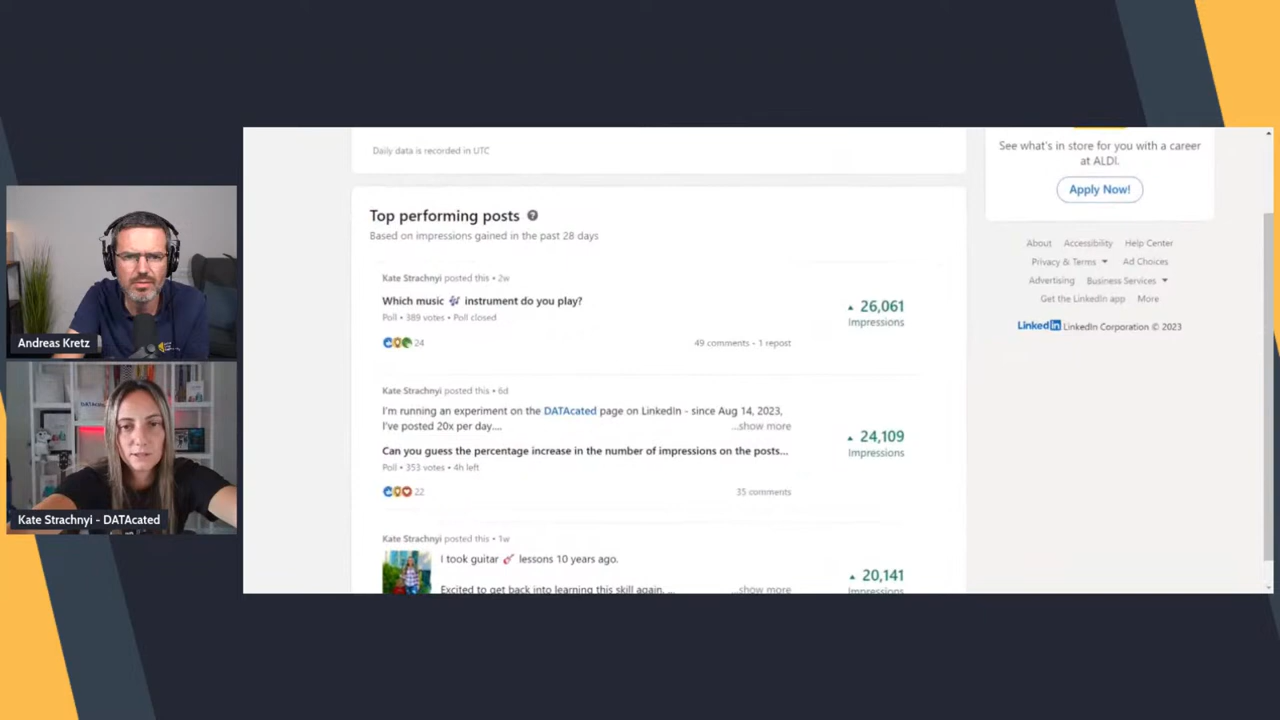 Andreas Kretz
Kate Strachnyi - DATAcated
Daily data is recorded in UTC
Top performing posts
Based on impressions gained in the past 28 days
Kate Strachnyi posted this • 2w
Which music 🎶 instrument do you play?
Poll • 389 votes • Poll closed
24
49 comments • 1 repost
26,061
Impressions
Kate Strachnyi posted this • 6d
I'm running an experiment on the DATAcated page on LinkedIn - since Aug 14, 2023,
I've posted 20x per day....
...show more
Can you guess the percentage increase in the number of impressions on the posts...
Poll • 353 votes • 4h left
22
35 comments
24,109
Impressions
Kate Strachnyi posted this • 1w
I took guitar 🎸 lessons 10 years ago.
Excited to get back into learning this skill again. ...
...show more
20,141
Impressions
See what's in store for you with a career
at ALDI.
Apply Now!
About Accessibility Help Center
Privacy & Terms Ad Choices
Advertising Business Services
Get the LinkedIn app More
LinkedIn LinkedIn Corporation © 2023